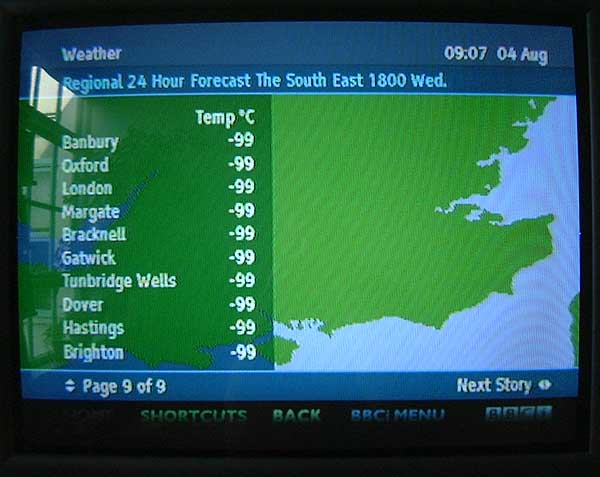 Weather 09:07 04 Aug
Regional 24 Hour Forecast The South East 1800 Wed.
Temp °C
Banbury -99
Oxford -99
London -99
Margate -99
Bracknell -99
Gatwick -99
Tunbridge Wells -99
Dover -99
Hastings -99
Brighton -99
Page 9 of 9 Next Story
HOME SHORTCUTS BACK BBCi MENU BBCi